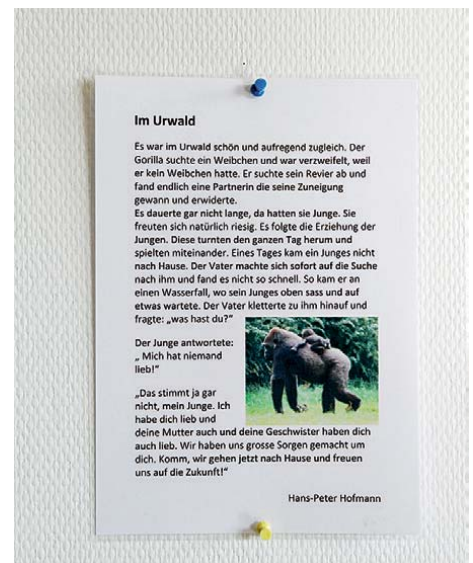 Im Urwald
Es war im Urwald schön und aufregend zugleich. Der
Gorilla suchte ein Weibchen und war verzweifelt, weil
er kein Weibchen hatte. Er suchte sein Revier ab und
fand endlich eine Partnerin die seine Zuneigung
gewann und erwiderte.
Es dauerte gar nicht lange, da hatten sie Junge. Sie
freuten sich natürlich riesig. Es folgte die Erziehung der
Jungen. Diese turnten den ganzen Tag herum und
spielten miteinander. Eines Tages kam ein Junges nicht
nach Hause. Der Vater machte sich sofort auf die Suche
nach ihm und fand es nicht so schnell. So kam er an
einen Wasserfall, wo sein Junges oben sass und auf
etwas wartete. Der Vater kletterte zu ihm hinauf und
fragte: „was hast du?"
Der Junge antwortete:
„ Mich hat niemand
lieb!"
„Das stimmt ja gar
nicht, mein Junge. Ich
habe dich lieb und
deine Mutter auch und deine Geschwister haben dich
auch lieb. Wir haben uns grosse Sorgen gemacht um
dich. Komm, wir gehen jetzt nach Hause und freuen
uns auf die Zukunft!"
Hans-Peter Hofmann